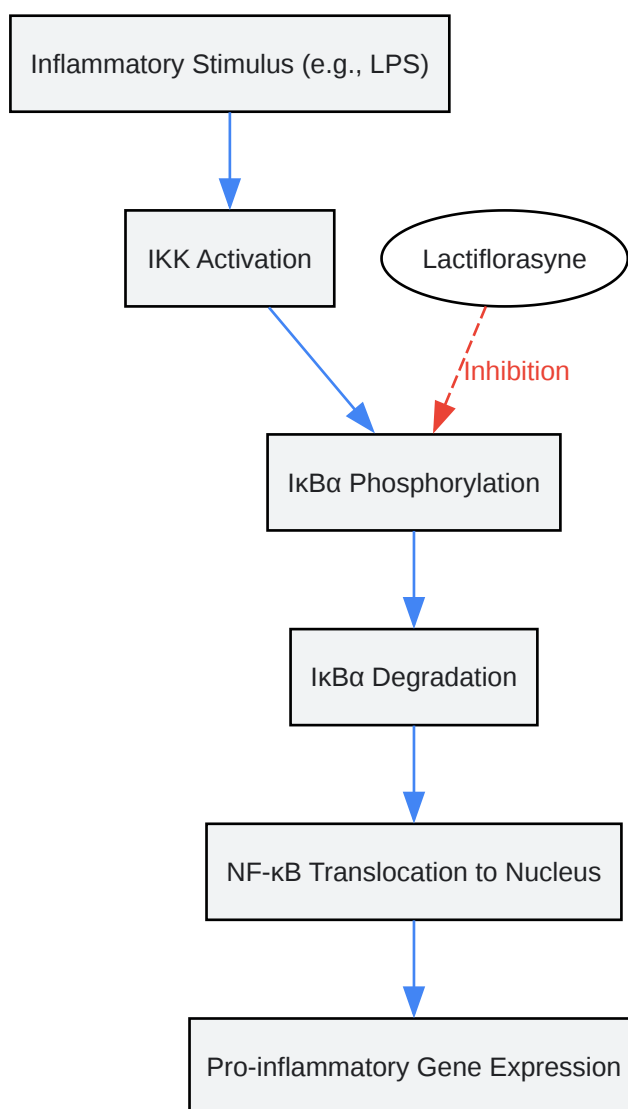 Inflammatory Stimulus (e.g., LPS)
IKK Activation
Lactiflorasyne
Inhibition
IκBα Phosphorylation
IκBα Degradation
NF-κB Translocation to Nucleus
Pro-inflammatory Gene Expression